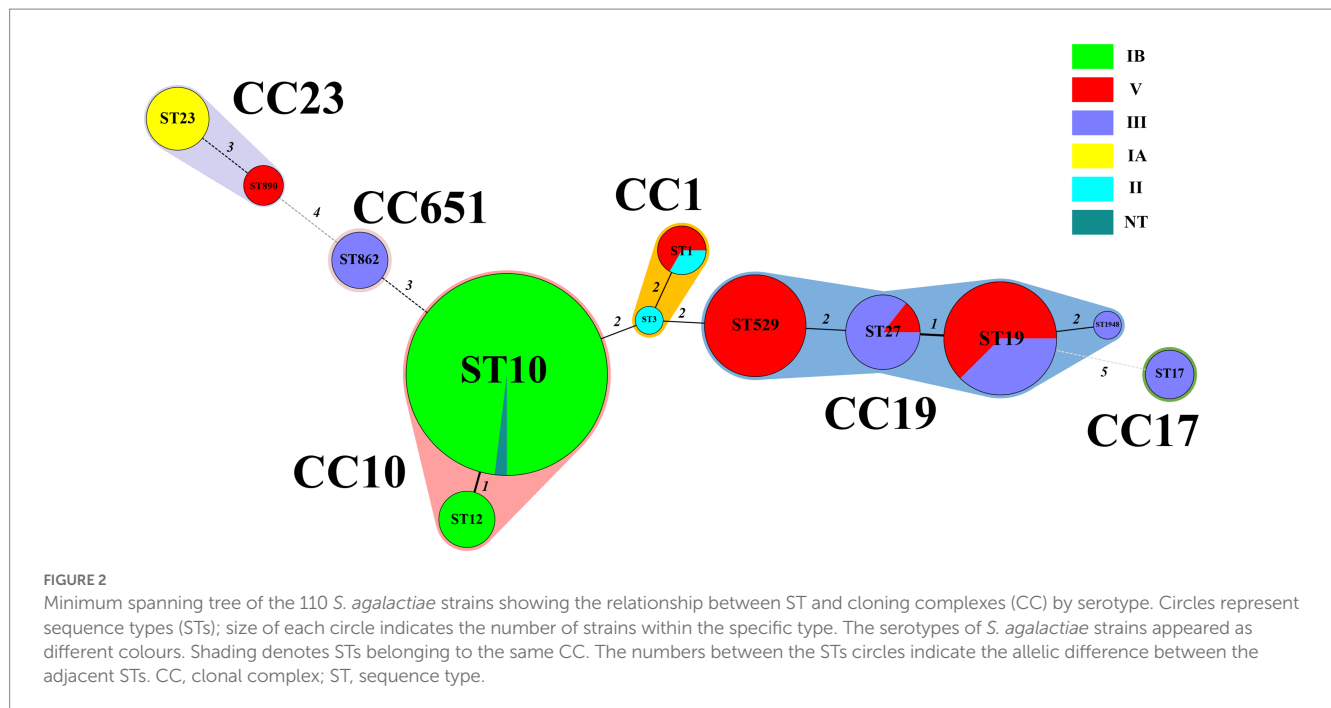 IB
V
III
IA
II
NT
CC23
ST23
3
ST890
4
CC651
ST862
3
CC1
ST1
2
ST3
2
2
ST10
CC10
1
ST12
ST529
2
ST27
1
ST19
2
ST1948
5
ST17
CC19
CC17
FIGURE 2
Minimum spanning tree of the 110 S. agalactiae strains showing the relationship between ST and cloning complexes (CC) by serotype. Circles represent
sequence types (STs); size of each circle indicates the number of strains within the specific type. The serotypes of S. agalactiae strains appeared as
different colours. Shading denotes STs belonging to the same CC. The numbers between the STs circles indicate the allelic difference between the
adjacent STs. CC, clonal complex; ST, sequence type.